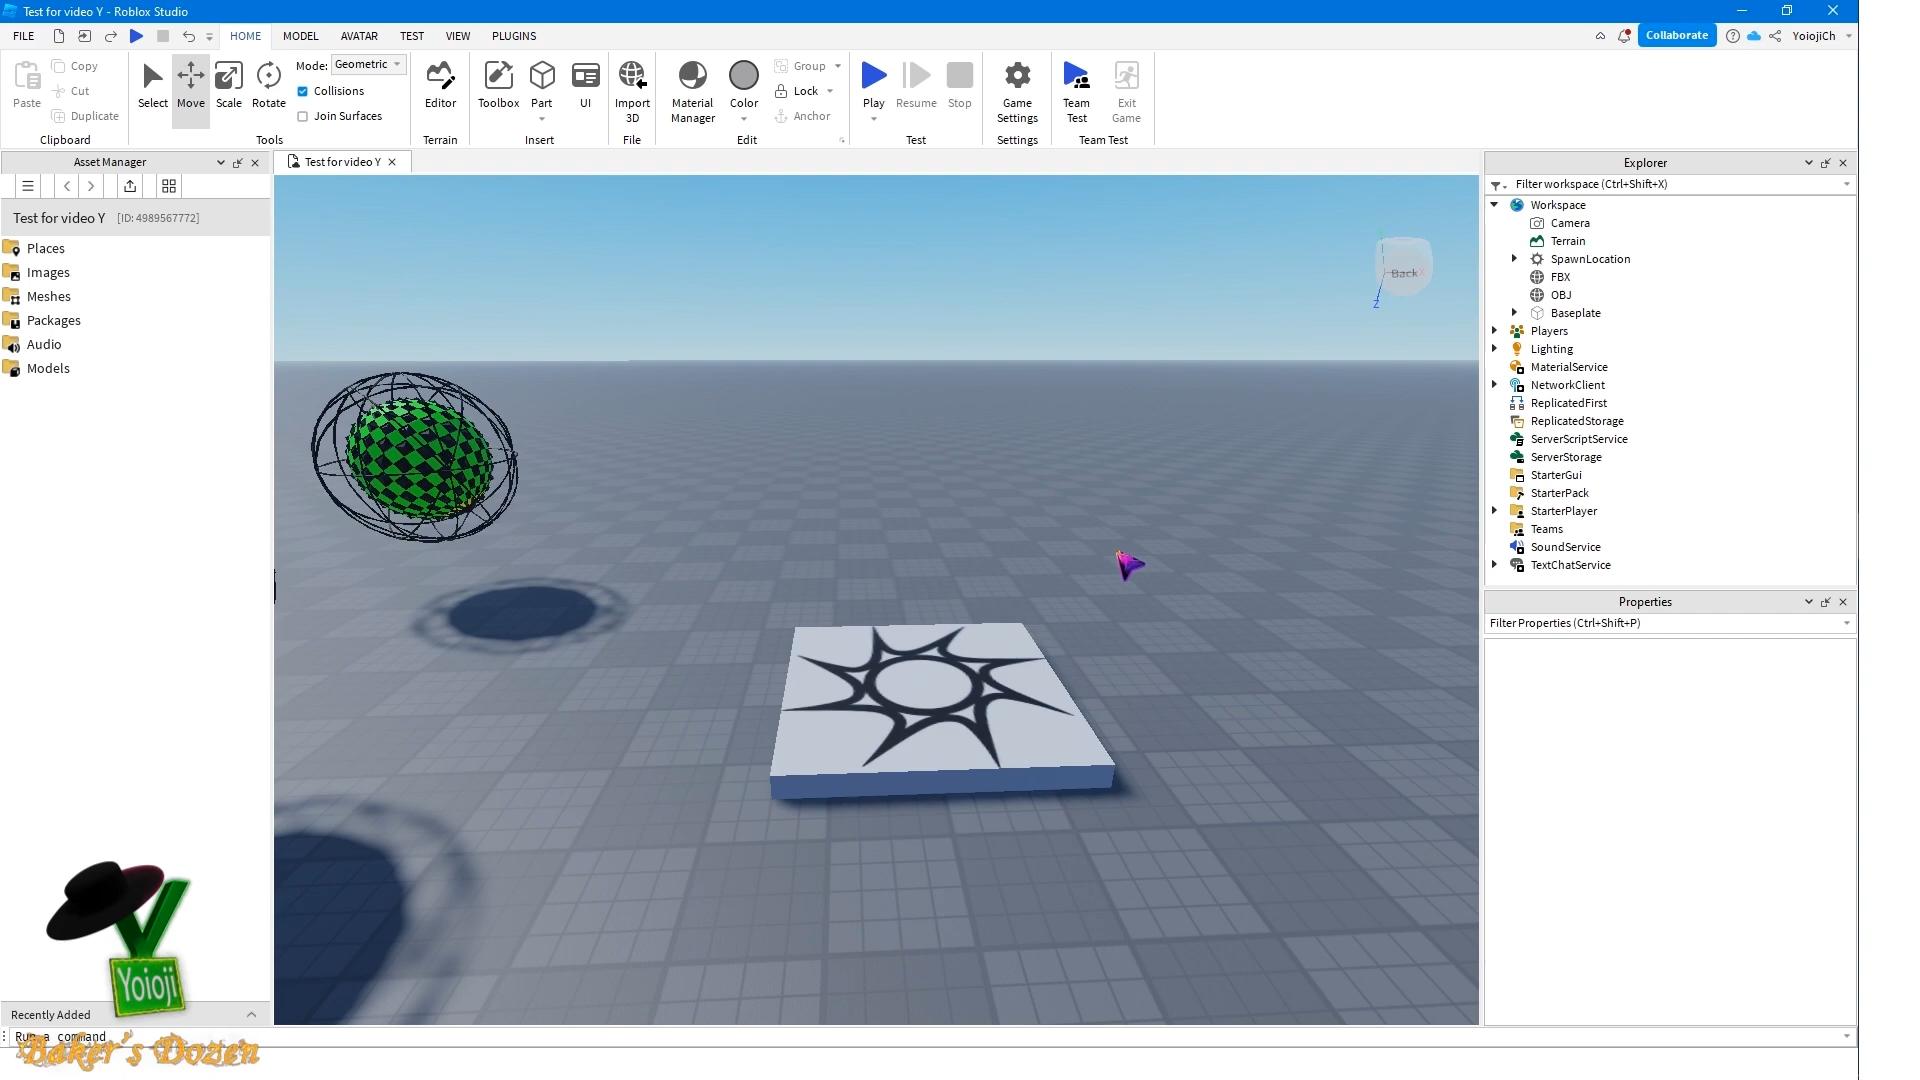 Test for video Y - Roblox Studio
FILE HOME MODEL AVATAR TEST VIEW PLUGINS Collaborate YoiojiCh
Paste Copy Cut Duplicate Clipboard
Select Move Scale Rotate Mode: Geometric Collisions Join Surfaces Tools
Editor Terrain
Toolbox Part UI Insert
Import 3D File
Material Manager Color Group Lock Anchor Edit
Play Resume Stop Test
Game Settings Settings
Team Test Exit Game Team Test
Asset Manager
Test for video Y [ID: 4989567772]
Places
Images
Meshes
Packages
Audio
Models
Recently Added
Run a command
Yoioji
Baker's Dozen
Test for video Y
Back
X
Z
Explorer
Filter workspace (Ctrl+Shift+X)
Workspace
Camera
Terrain
SpawnLocation
FBX
OBJ
Baseplate
Players
Lighting
MaterialService
NetworkClient
ReplicatedFirst
ReplicatedStorage
ServerScriptService
ServerStorage
StarterGui
StarterPack
StarterPlayer
Teams
SoundService
TextChatService
Properties
Filter Properties (Ctrl+Shift+P)